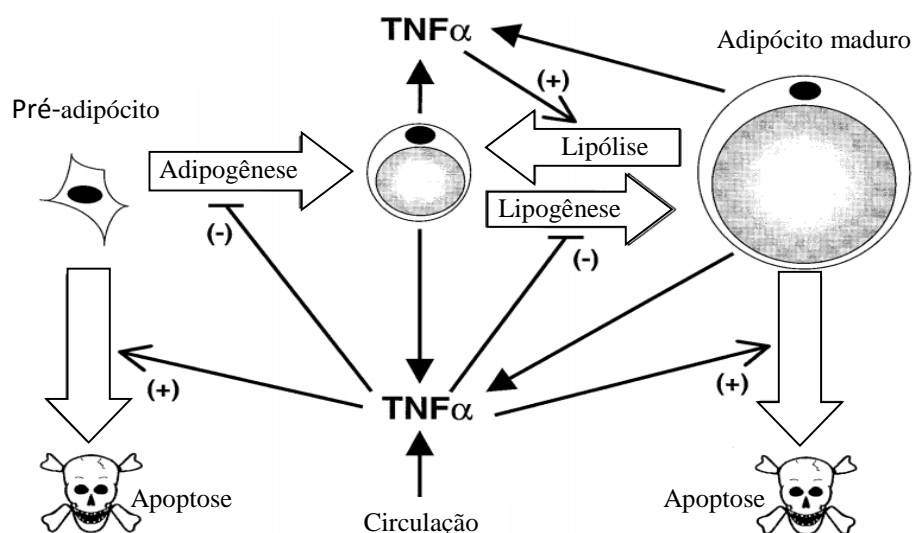 TNFα
Adipócito maduro
(+)
Pré-adipócito
Lipólise
Adipogênese
Lipogênese
(-)
(-)
(+)
(+)
TNFα
Apoptose
Apoptose
Circulação